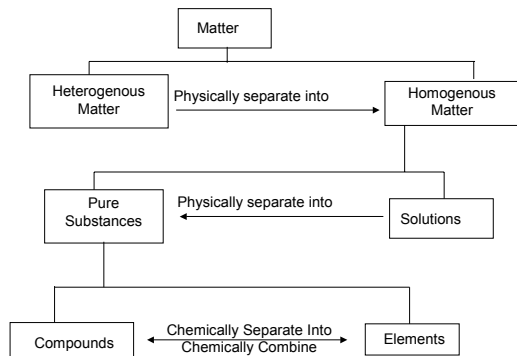 Matter
Heterogenous
Matter
Physically separate into
Homogenous
Matter
Pure
Substances
Physically separate into
Solutions
Compounds
Chemically Separate Into
Chemically Combine
Elements